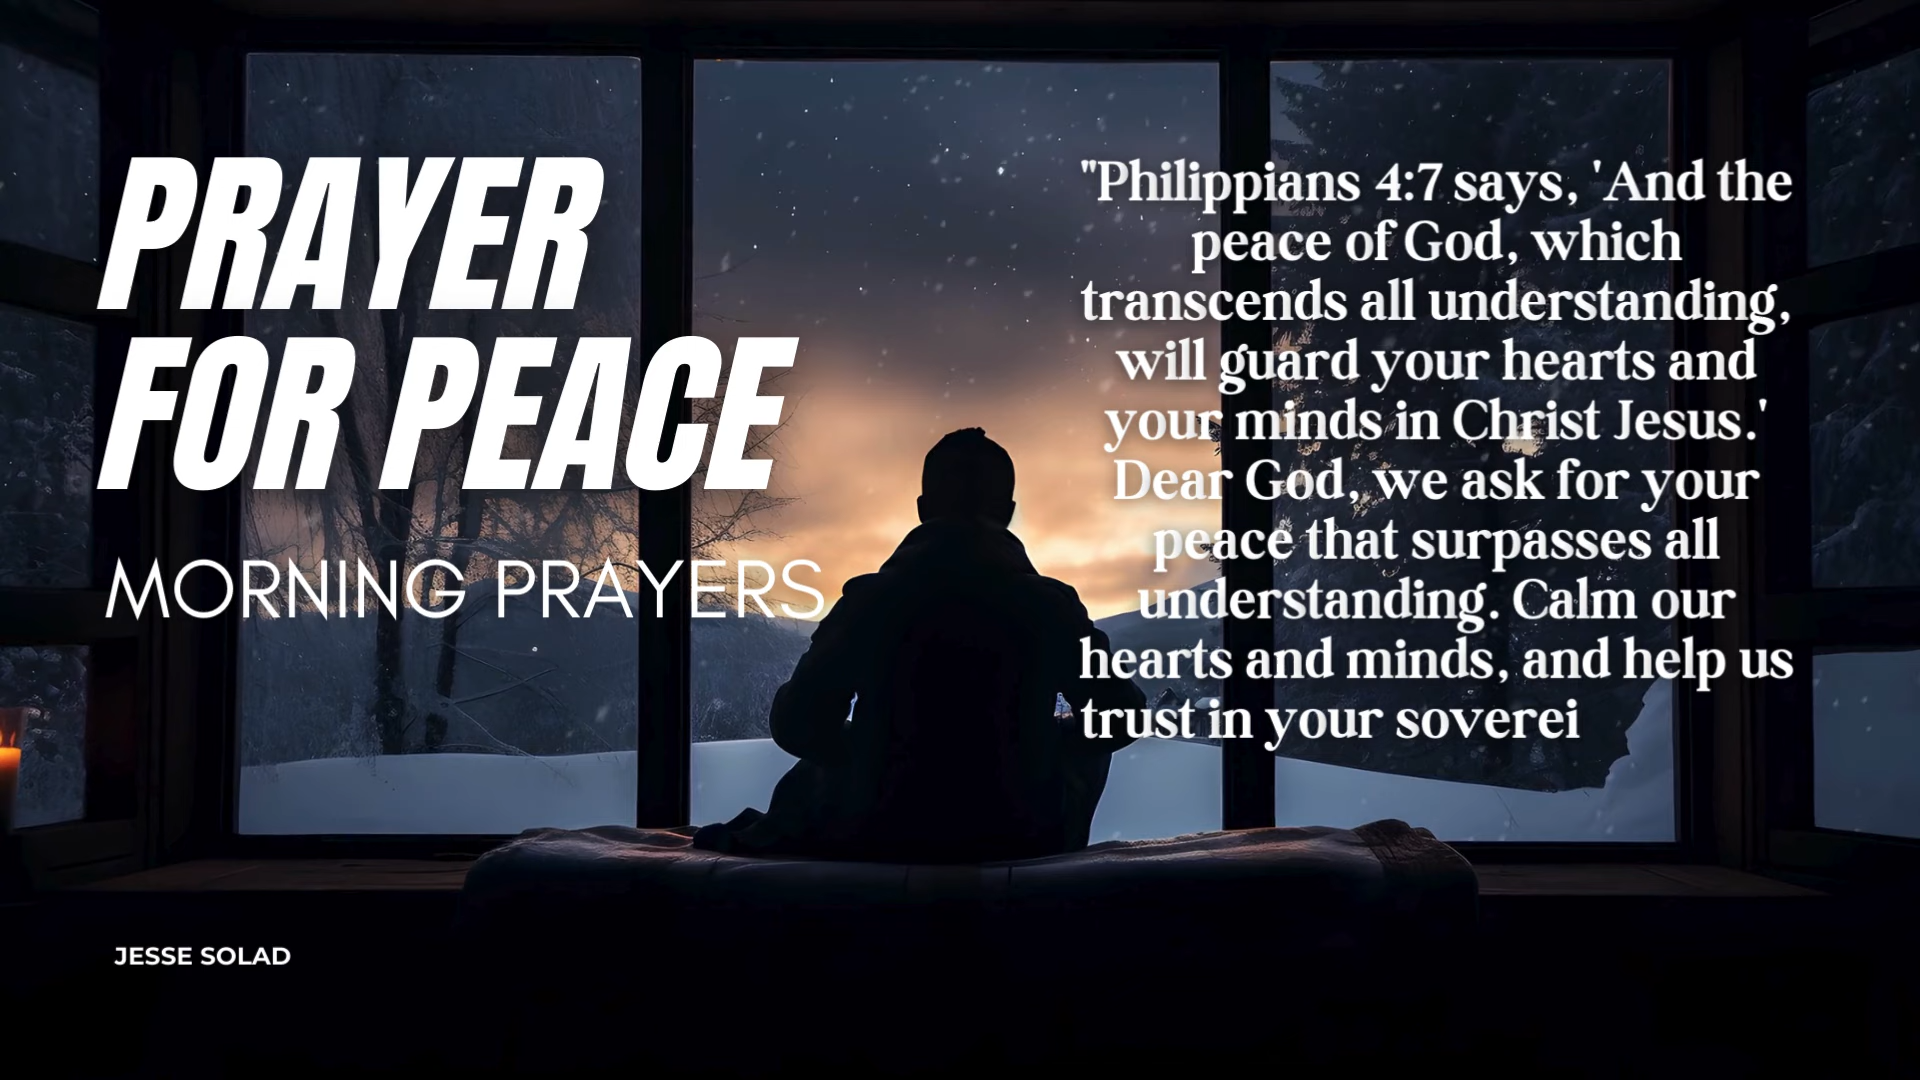 PRAYER
FOR PEACE
MORNING PRAYERS
JESSE SOLAD
"Philippians 4:7 says, 'And the
peace of God, which
transcends all understanding,
will guard your hearts and
your minds in Christ Jesus.'
Dear God, we ask for your
peace that surpasses all
understanding. Calm our
hearts and minds, and help us
trust in your soverei